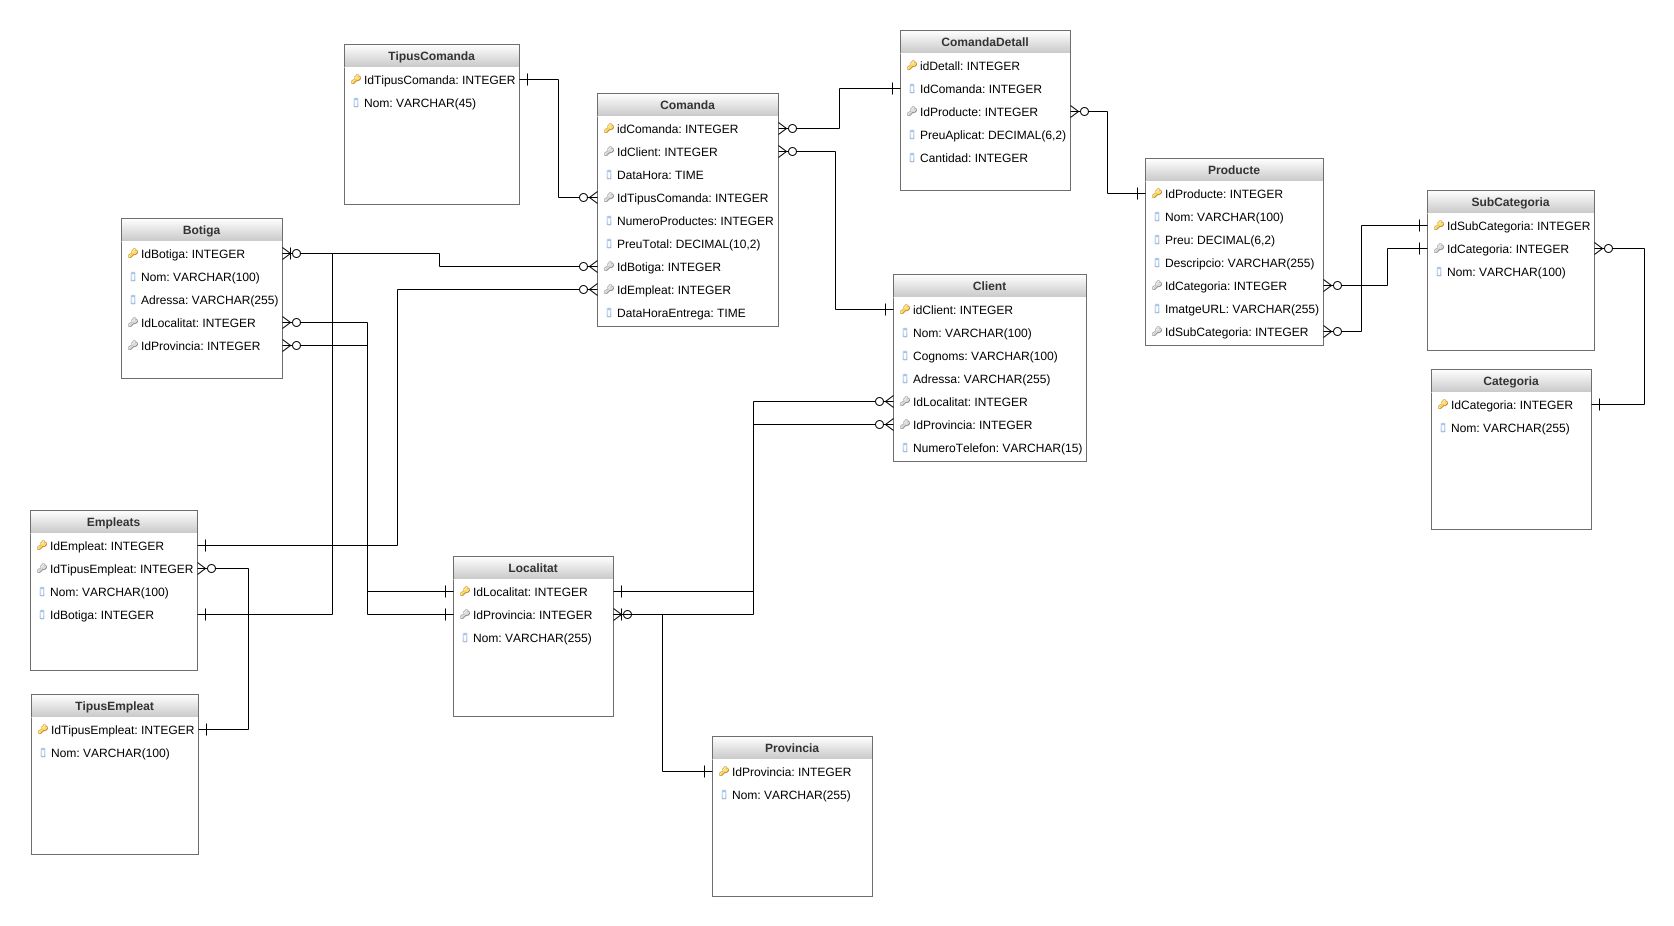 TipusComanda
IdTipusComanda: INTEGER
Nom: VARCHAR(45)
Comanda
idComanda: INTEGER
IdClient: INTEGER
DataHora: TIME
IdTipusComanda: INTEGER
NumeroProductes: INTEGER
PreuTotal: DECIMAL(10,2)
IdBotiga: INTEGER
IdEmpleat: INTEGER
DataHoraEntrega: TIME
ComandaDetall
idDetall: INTEGER
IdComanda: INTEGER
IdProducte: INTEGER
PreuAplicat: DECIMAL(6,2)
Cantidad: INTEGER
Producte
IdProducte: INTEGER
Nom: VARCHAR(100)
Preu: DECIMAL(6,2)
Descripcio: VARCHAR(255)
IdCategoria: INTEGER
ImatgeURL: VARCHAR(255)
IdSubCategoria: INTEGER
SubCategoria
IdSubCategoria: INTEGER
IdCategoria: INTEGER
Nom: VARCHAR(100)
Botiga
IdBotiga: INTEGER
Nom: VARCHAR(100)
Adressa: VARCHAR(255)
IdLocalitat: INTEGER
IdProvincia: INTEGER
Client
idClient: INTEGER
Nom: VARCHAR(100)
Cognoms: VARCHAR(100)
Adressa: VARCHAR(255)
IdLocalitat: INTEGER
IdProvincia: INTEGER
NumeroTelefon: VARCHAR(15)
Categoria
IdCategoria: INTEGER
Nom: VARCHAR(255)
Empleats
IdEmpleat: INTEGER
IdTipusEmpleat: INTEGER
Nom: VARCHAR(100)
IdBotiga: INTEGER
Localitat
IdLocalitat: INTEGER
IdProvincia: INTEGER
Nom: VARCHAR(255)
TipusEmpleat
IdTipusEmpleat: INTEGER
Nom: VARCHAR(100)
Provincia
IdProvincia: INTEGER
Nom: VARCHAR(255)